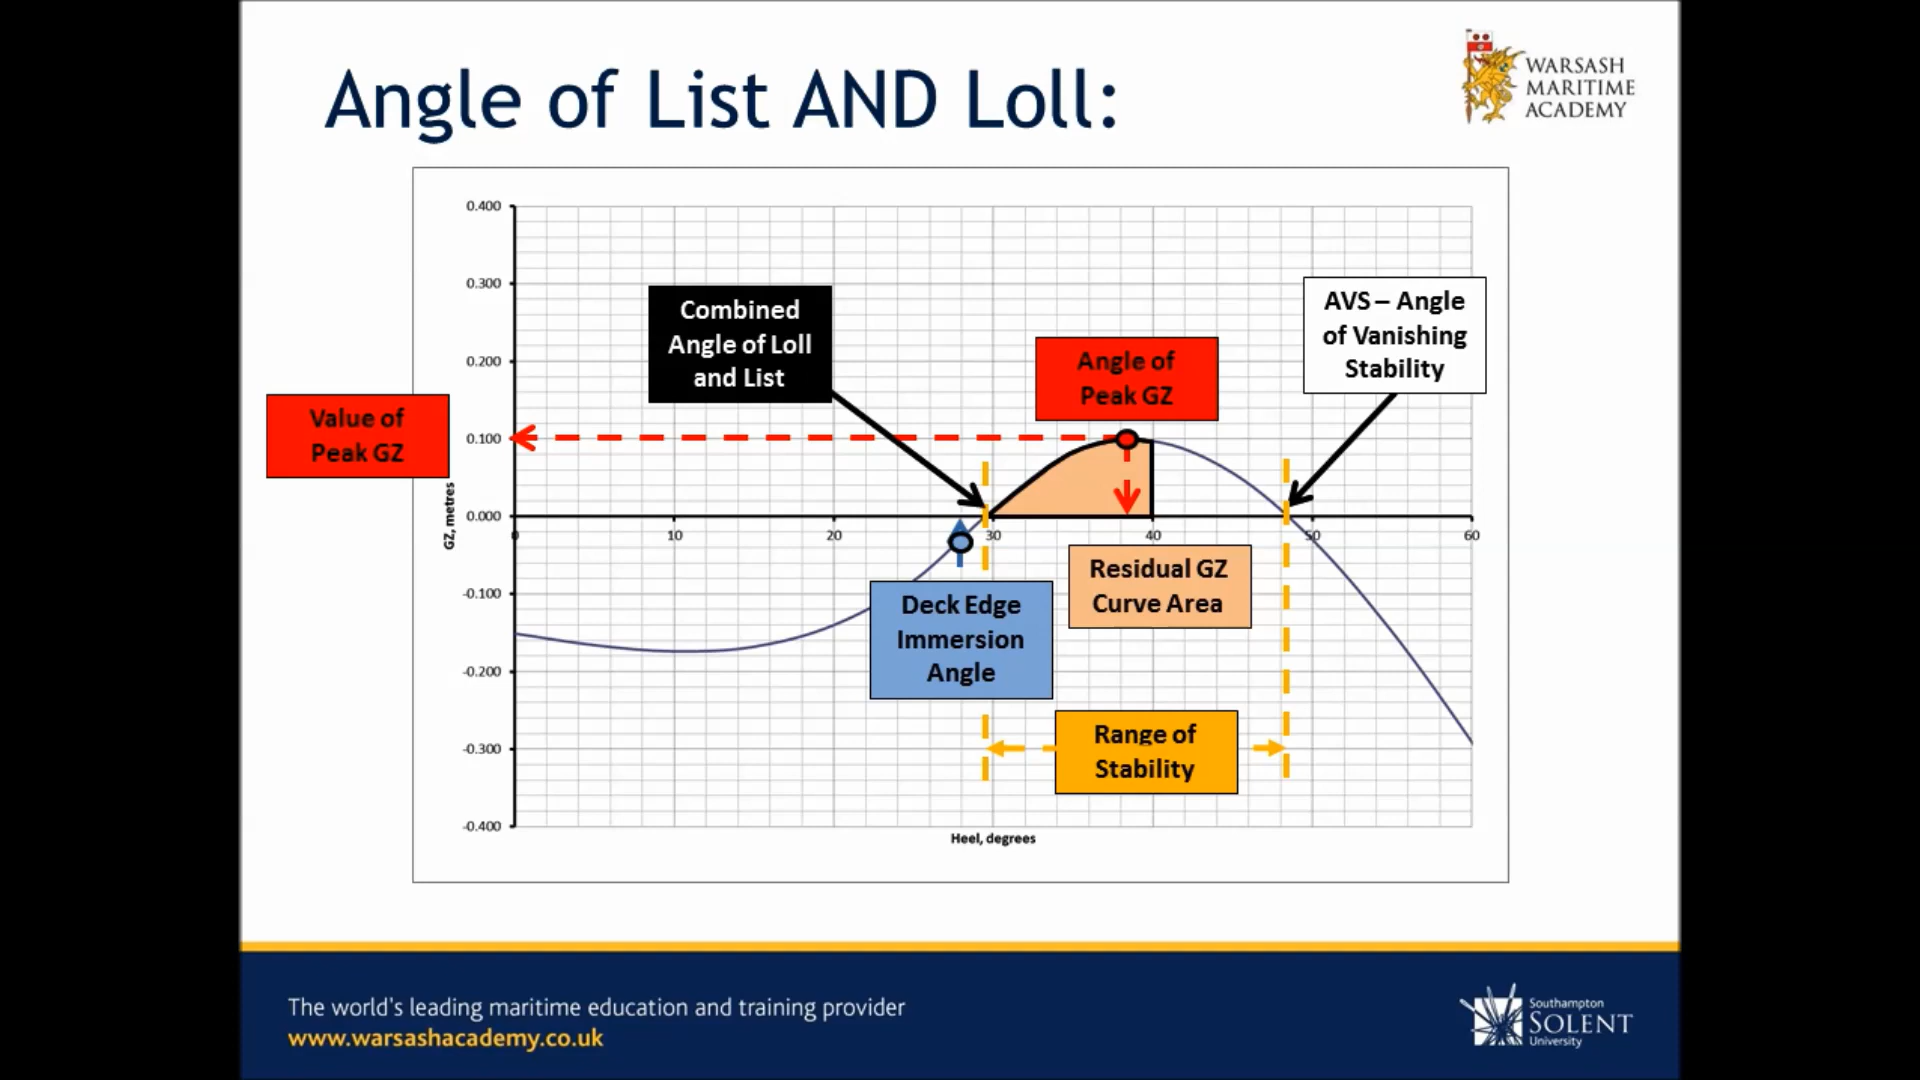 Angle of List AND Loll:
WARSASH
MARITIME
ACADEMY
0.400
0.300
0.200
0.100
0.000
-0.100
-0.200
-0.300
-0.400
GZ, metres
0
10
20
30
40
50
60
Heel, degrees
Combined
Angle of Loll
and List
Angle of
Peak GZ
AVS – Angle
of Vanishing
Stability
Value of
Peak GZ
Residual GZ
Curve Area
Deck Edge
Immersion
Angle
Range of
Stability
The world's leading maritime education and training provider
www.warsashacademy.co.uk
Southampton
SOLENT
University